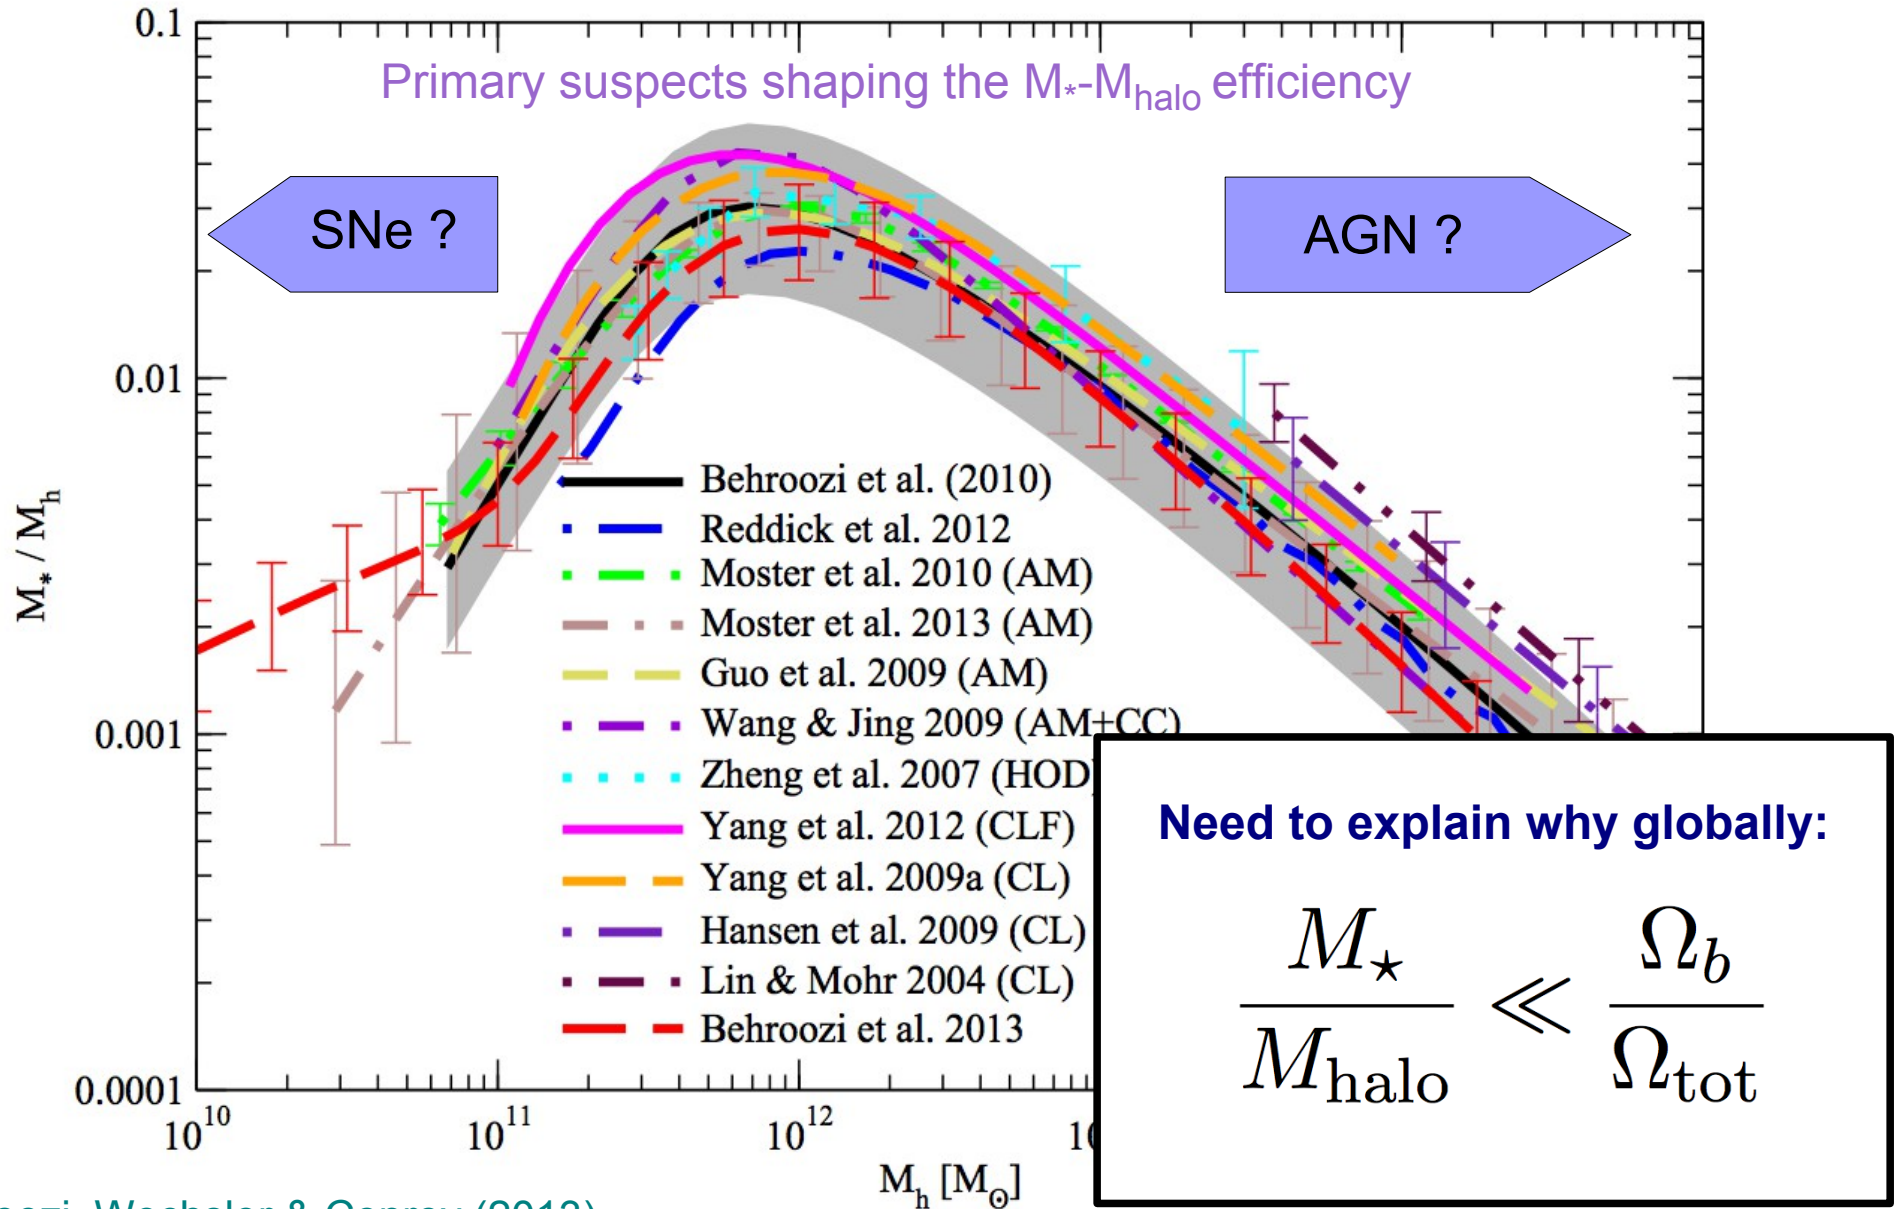 0.1
Primary suspects shaping the M*-Mhalo efficiency
SNe ?
AGN ?
0.01
M* / Mh
Behroozi et al. (2010)
Reddick et al. 2012
Moster et al. 2010 (AM)
Moster et al. 2013 (AM)
Guo et al. 2009 (AM)
Wang & Jing 2009 (AM+CC)
Zheng et al. 2007 (HOD)
Yang et al. 2012 (CLF)
Yang et al. 2009a (CL)
Hansen et al. 2009 (CL)
Lin & Mohr 2004 (CL)
Behroozi et al. 2013
0.001
Need to explain why globally:
M⋆/Mhalo ≪ Ωb/Ωtot
0.0001
10^10 10^11 10^12
Mh [M⊙]
Wechsler & Conroy (2013)